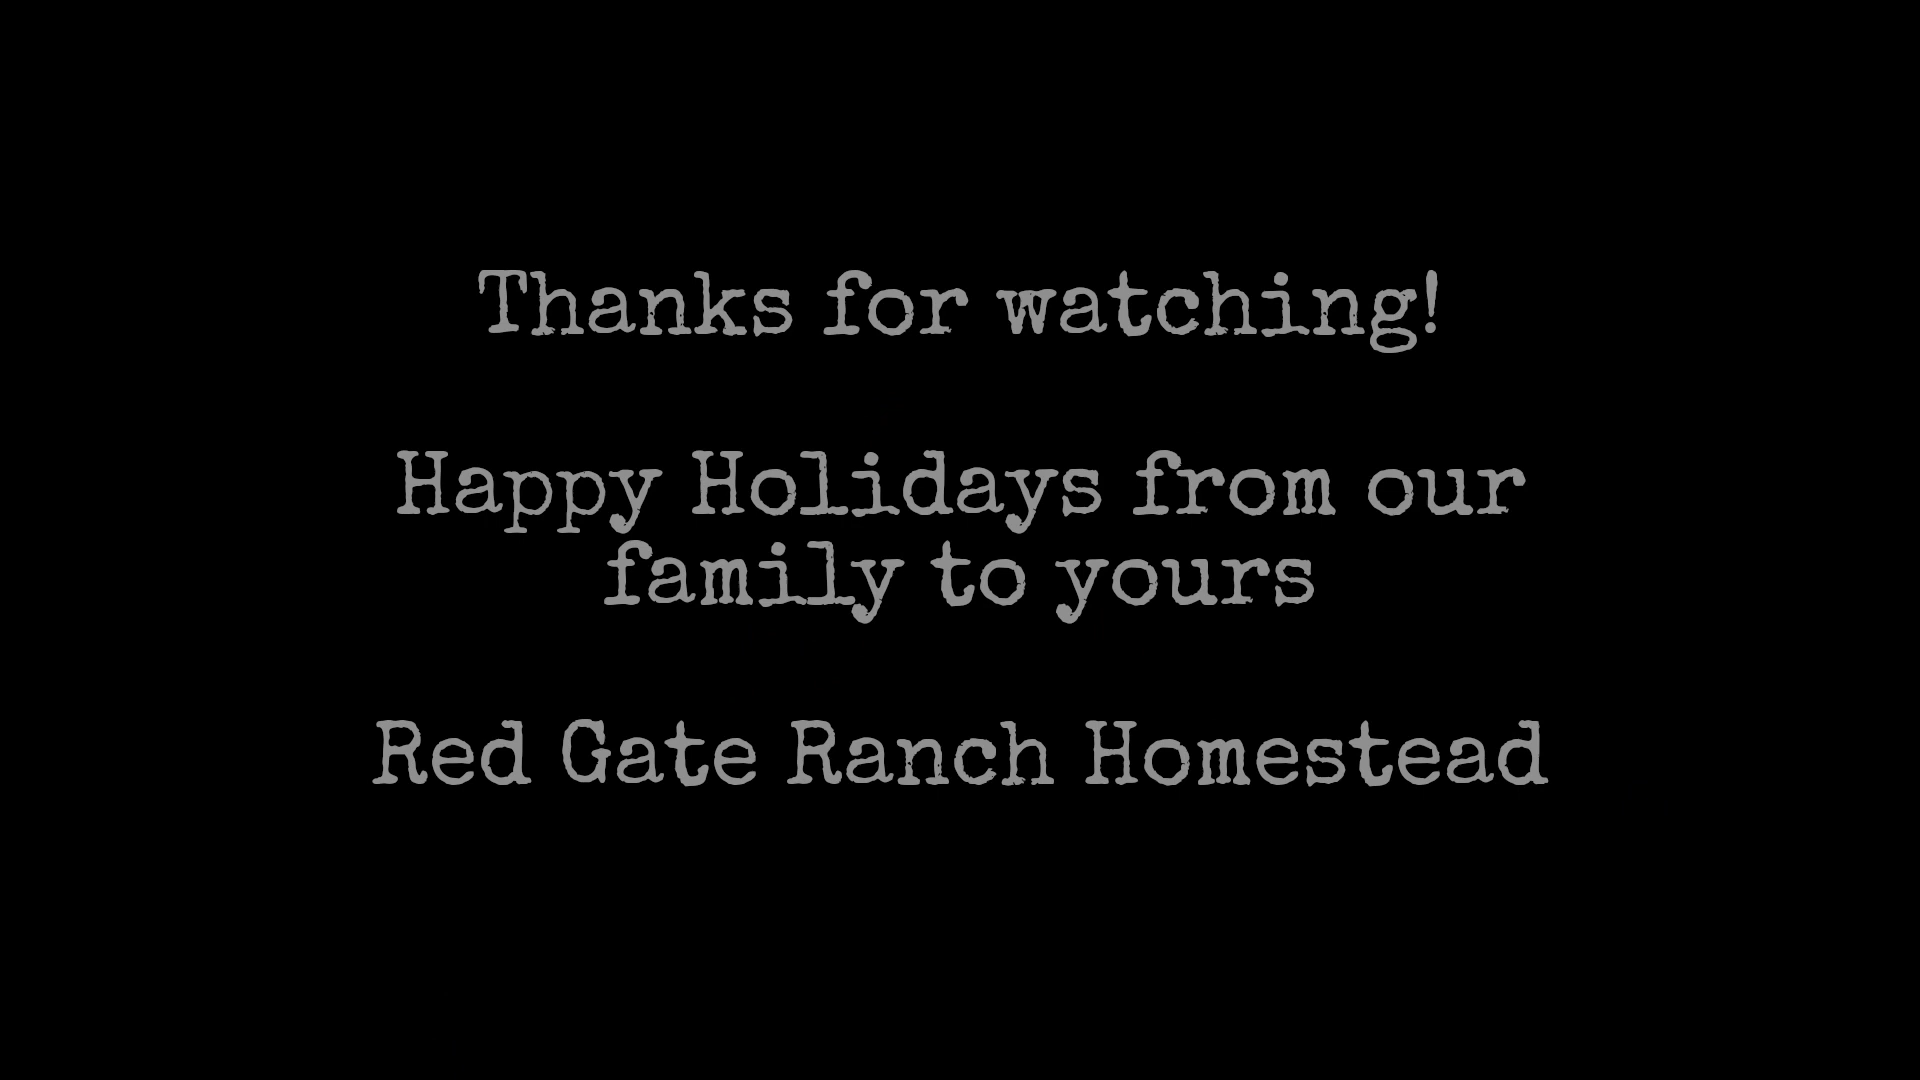 Thanks for watching!
Happy Holidays from our
family to yours
Red Gate Ranch Homestead